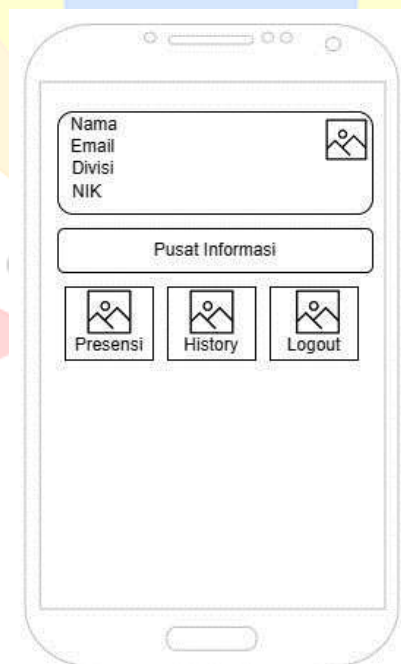 Nama
Email
Divisi
NIK
Pusat Informasi
Presensi History Logout